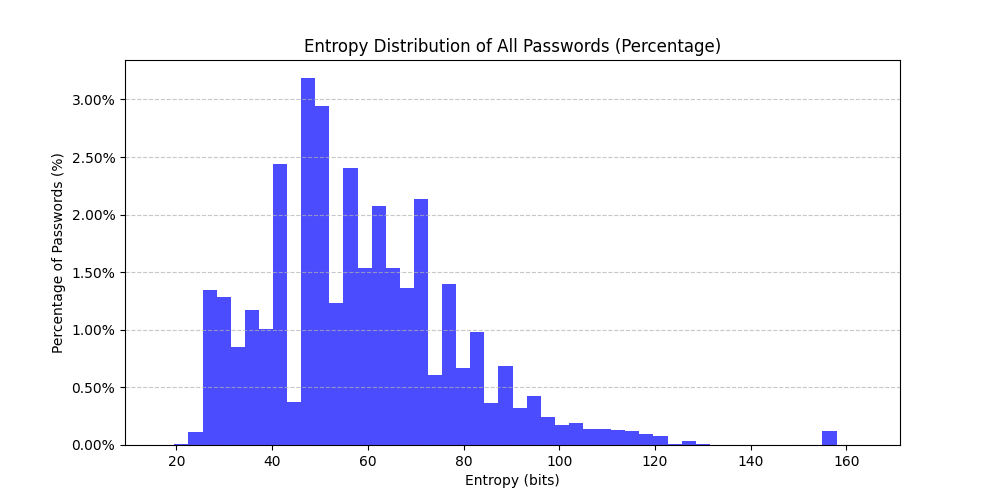 Entropy Distribution of All Passwords (Percentage)
Percentage of Passwords (%)
3.00%
2.50%
2.00%
1.50%
1.00%
0.50%
0.00%
20 40 60 80 100 120 140 160
Entropy (bits)